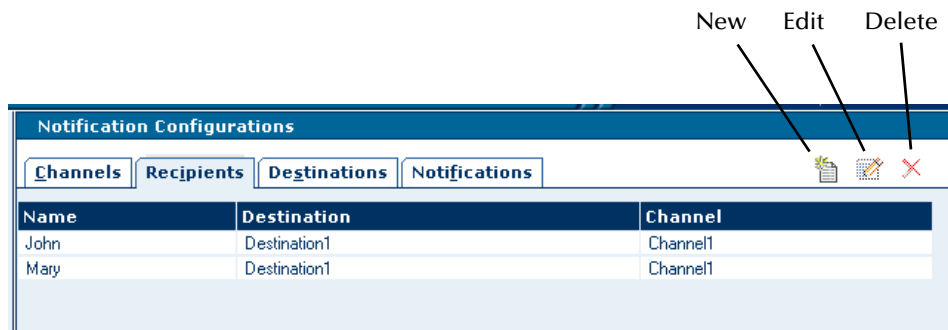 New Edit Delete
Notification Configurations
Channels Recipients Destinations Notifications
Name Destination Channel
John Destination1 Channel1
Mary Destination1 Channel1